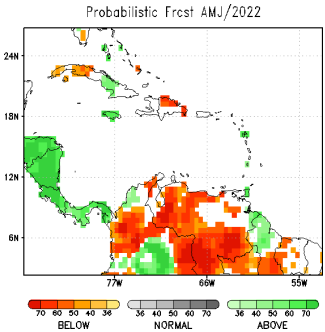 Probabilistic Frcst AMJ/2022
24N
18N
12N
6N
77W 66W 55W
70 60 50 40 36 36 40 50 60 70 36 40 50 60 70
BELOW NORMAL ABOVE